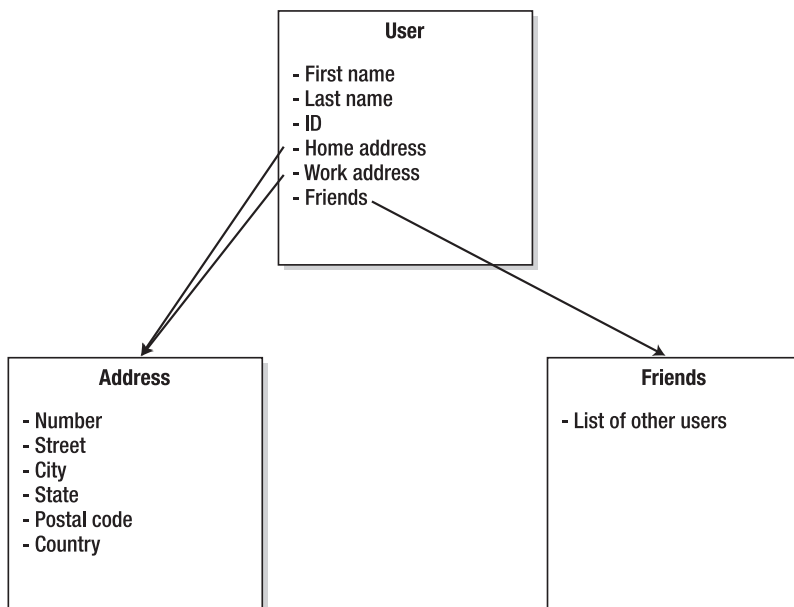 User
- First name
- Last name
- ID
- Home address
- Work address
- Friends
Address
- Number
- Street
- City
- State
- Postal code
- Country
Friends
- List of other users